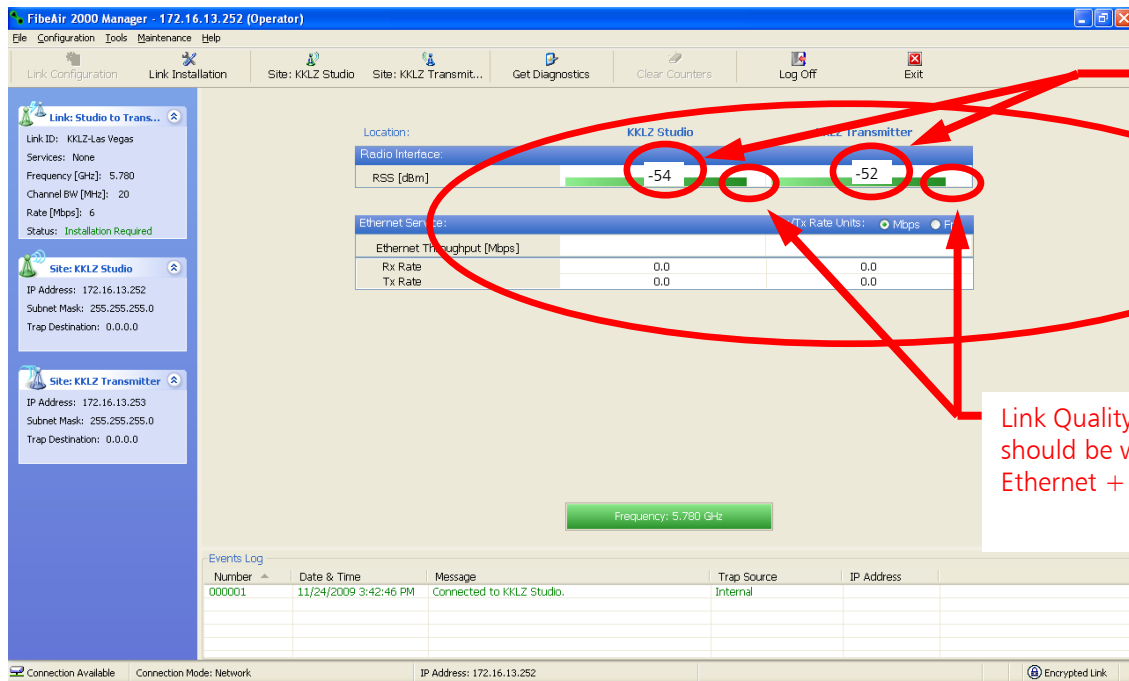 FibeAir 2000 Manager - 172.16.13.252 (Operator)
File Configuration Tools Maintenance Help
Link Configuration Link Installation Site: KKLZ Studio Site: KKLZ Transmit... Get Diagnostics Clear Counters Log Off Exit
Link: Studio to Trans...
Link ID: KKLZ-Las Vegas
Services: None
Frequency [GHz]: 5.780
Channel BW [MHz]: 20
Rate [Mbps]: 6
Status: Installation Required
Site: KKLZ Studio
IP Address: 172.16.13.252
Subnet Mask: 255.255.255.0
Trap Destination: 0.0.0.0
Site: KKLZ Transmitter
IP Address: 172.16.13.253
Subnet Mask: 255.255.255.0
Trap Destination: 0.0.0.0
Location: KKLZ Studio Transmitter
Radio Interface:
RSS [dBm] -54 -52
Ethernet Service: Rate Units: Mbps
Ethernet Throughput [Mbps]
Rx Rate 0.0 0.0
Tx Rate 0.0 0.0
Link Quality
should be
Ethernet +
Frequency: 5.780 GHz
Events Log
Number Date & Time Message Trap Source IP Address
000001 11/24/2009 3:42:46 PM Connected to KKLZ Studio. Internal
Connection Available Connection Mode: Network IP Address: 172.16.13.252 Encrypted Link